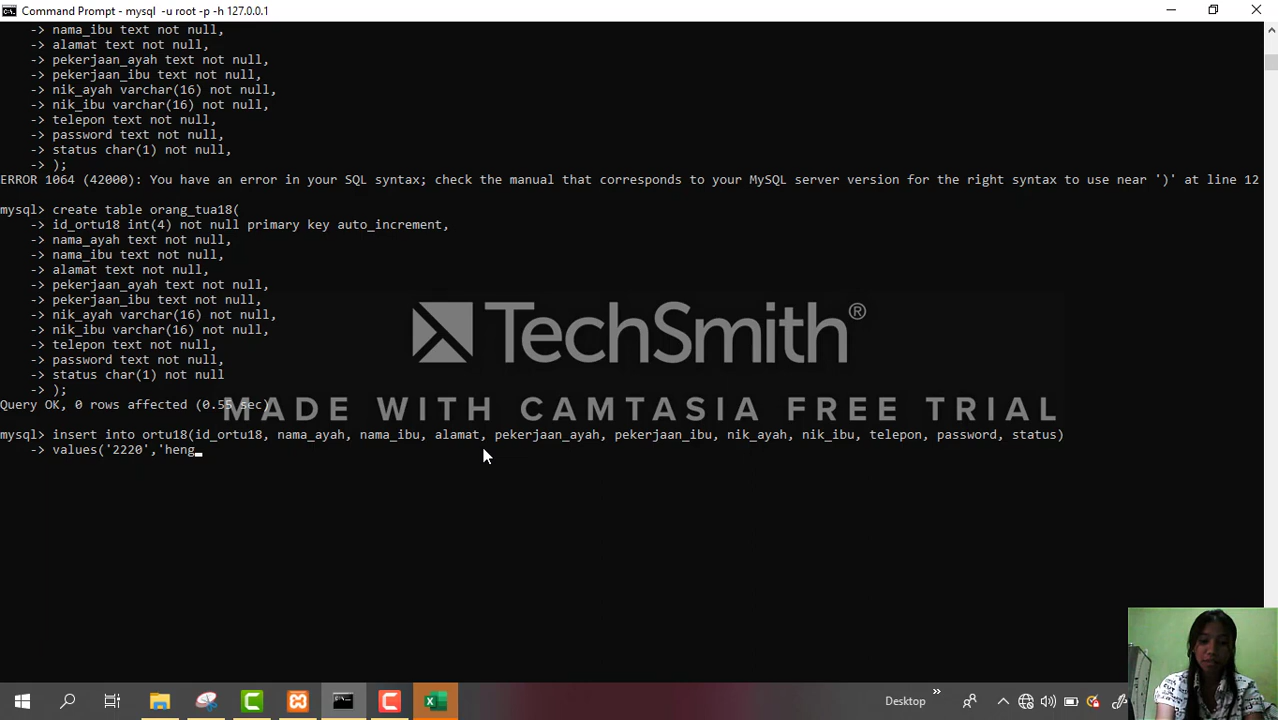 Command Prompt - mysql -u root -p -h 127.0.0.1
-> nama_ibu text not null,
-> alamat text not null,
-> pekerjaan_ayah text not null,
-> pekerjaan_ibu text not null,
-> nik_ayah varchar(16) not null,
-> nik_ibu varchar(16) not null,
-> telepon text not null,
-> password text not null,
-> status char(1) not null,
-> );
ERROR 1064 (42000): You have an error in your SQL syntax; check the manual that corresponds to your MySQL server version for the right syntax to use near ')' at line 12
mysql> create table orang_tua18(
-> id_ortu18 int(4) not null primary key auto_increment,
-> nama_ayah text not null,
-> nama_ibu text not null,
-> alamat text not null,
-> pekerjaan_ayah text not null,
-> pekerjaan_ibu text not null,
-> nik_ayah varchar(16) not null,
-> nik_ibu varchar(16) not null,
-> telepon text not null,
-> password text not null,
-> status char(1) not null
-> );
Query OK, 0 rows affected (0.55 sec)
mysql> insert into ortu18(id_ortu18, nama_ayah, nama_ibu, alamat, pekerjaan_ayah, pekerjaan_ibu, nik_ayah, nik_ibu, telepon, password, status)
-> values('2220','heng_
TechSmith®
MADE WITH CAMTASIA FREE TRIAL
Desktop